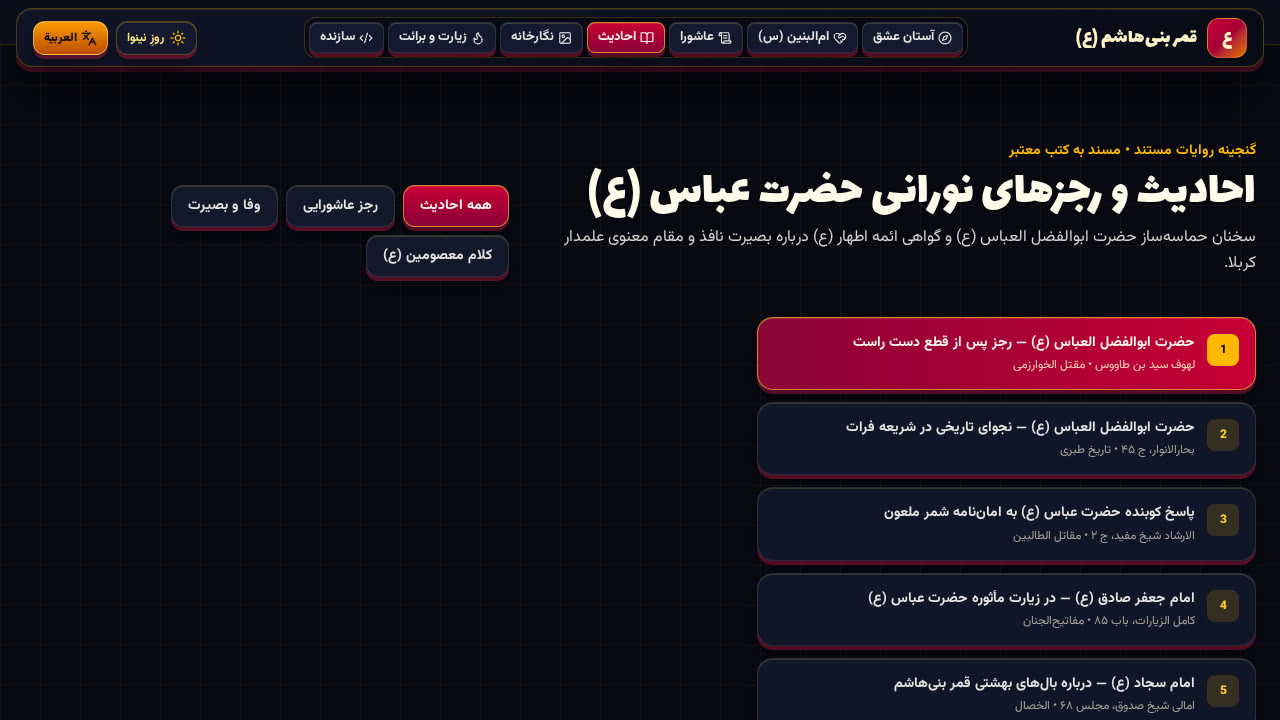 ع
قمر بنی‌هاشم (ع)
آستان عشق
ام‌البنین (س)
عاشورا
احادیث
نگارخانه
زیارت و برائت
سازنده
روز نینوا
العربية
گنجینه روایات مستند • مسند به کتب معتبر
احادیث و رجزهای نورانی حضرت عباس (ع)
سخنان حماسه‌ساز حضرت ابوالفضل العباس (ع) و گواهی ائمه اطهار (ع) درباره بصیرت نافذ و مقام معنوی علمدار
کربلا.
همه احادیث
رجز عاشورایی
وفا و بصیرت
کلام معصومین (ع)
1
حضرت ابوالفضل العباس (ع) — رجز پس از قطع دست راست
لهوف سید بن طاووس • مقتل الخوارزمی
2
حضرت ابوالفضل العباس (ع) — نجوای تاریخی در شریعه فرات
بحارالانوار، ج ۴۵ • تاریخ طبری
3
پاسخ کوبنده حضرت عباس (ع) به امان‌نامه شمر ملعون
الارشاد شیخ مفید، ج ۲ • مقاتل الطالبین
4
امام جعفر صادق (ع) — در زیارت مأثوره حضرت عباس (ع)
کامل الزیارات، باب ۸۵ • مفاتیح‌الجنان
5
امام سجاد (ع) — درباره بال‌های بهشتی قمر بنی‌هاشم
امالی شیخ صدوق، مجلس ۶۸ • الخصال